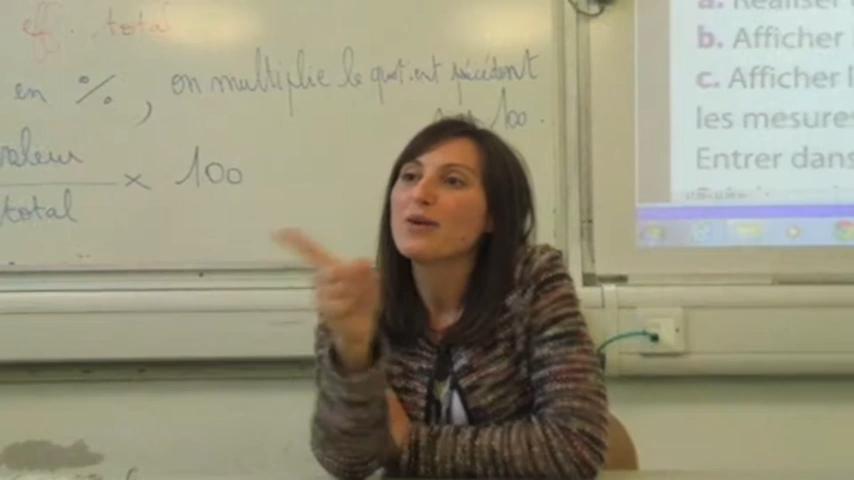 eff. total
en %, on multiplie le quotient précédent
100.
valeur
× 100
total
a. Réaliser
b. Afficher
c. Afficher l
les mesures
Entrer dans